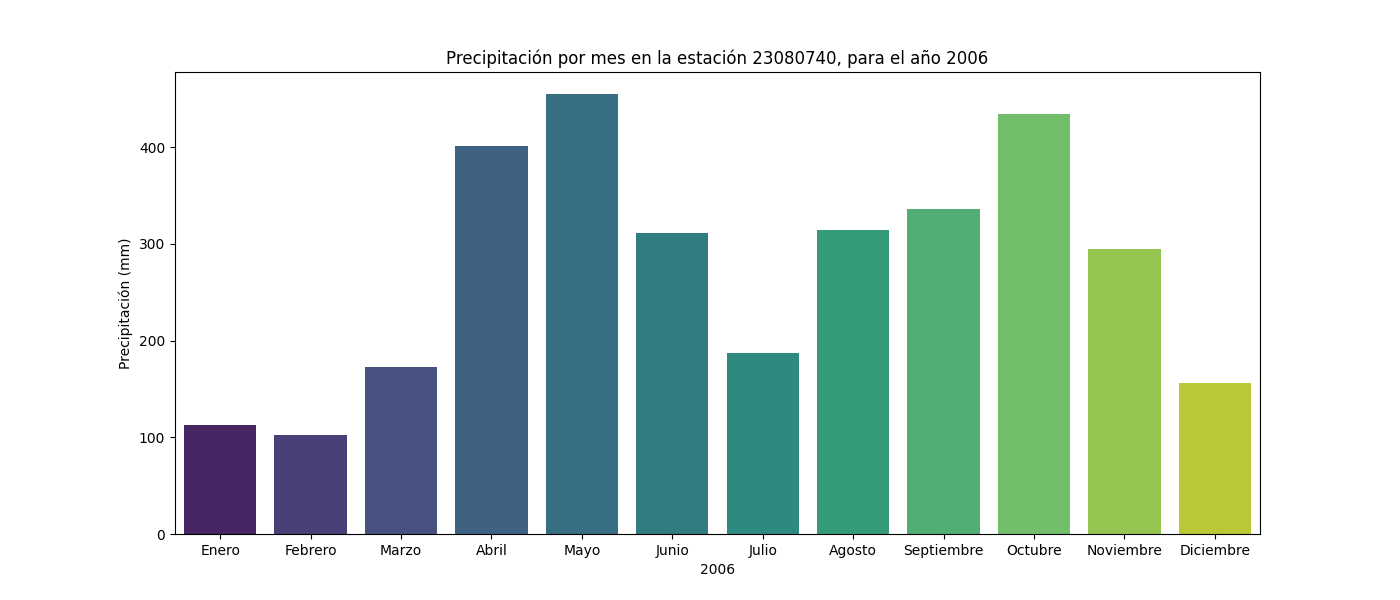 Precipitación por mes en la estación 23080740, para el año 2006
Precipitación (mm)
400
300
200
100
0
Enero Febrero Marzo Abril Mayo Junio Julio Agosto Septiembre Octubre Noviembre Diciembre
2006